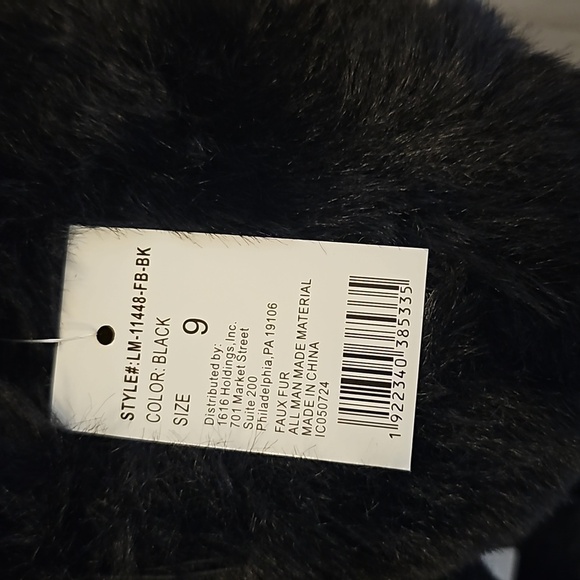 STYLE#:LM-11448-FB-BK
COLOR: BLACK
SIZE
9
Distributed by:
1616 Holdings,Inc.
701 Market Street
Suite 200
Philadelphia,PA 19106
FAUX FUR
ALL MAN MADE MATERIAL
MADE IN CHINA
IC050724
1 922340 385335